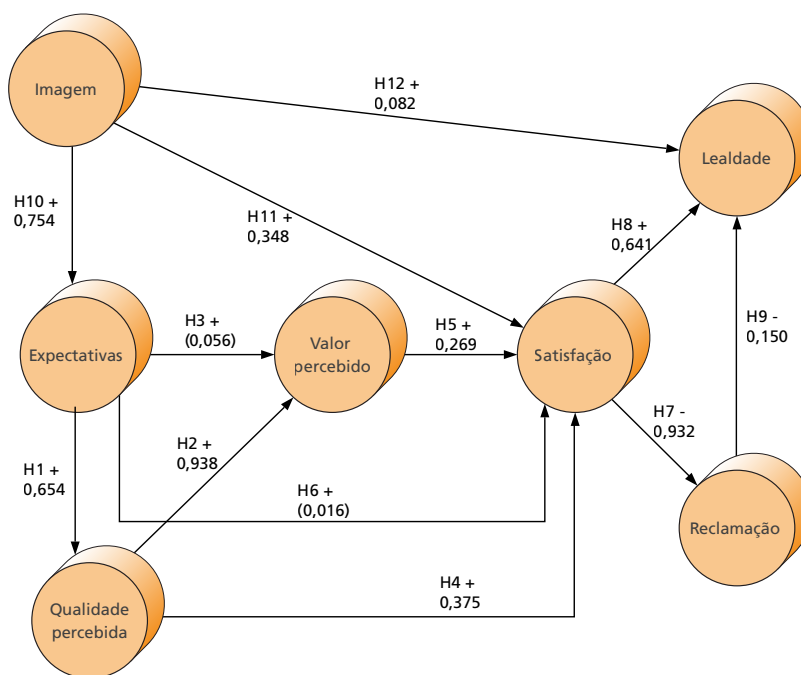 Imagem
H12 +
0,082
Lealdade
H10 +
0,754
H11 +
0,348
H8 +
0,641
H9 -
0,150
Expectativas
H3 +
(0,056)
Valor
percebido
H5 +
0,269
Satisfação
H7 -
0,932
H1 +
0,654
H2 +
0,938
H6 +
(0,016)
Reclamação
Qualidade
percebida
H4 +
0,375